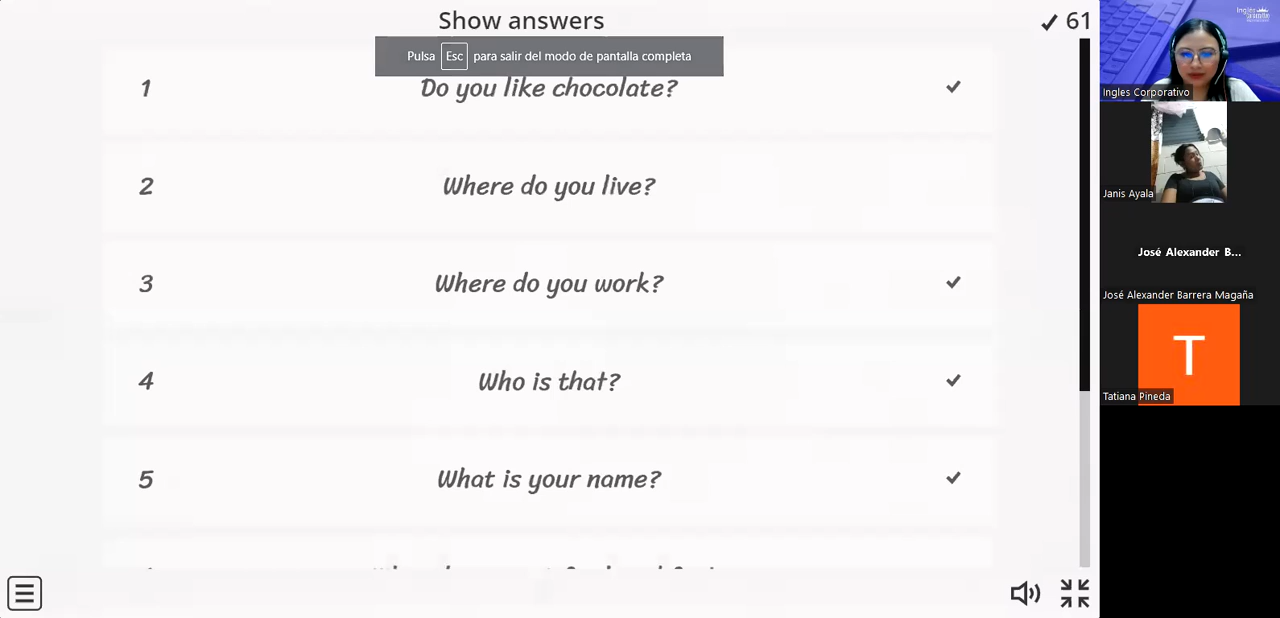 Show answers
61
Pulsa Esc para salir del modo de pantalla completa
1 Do you like chocolate?
2 Where do you live?
3 Where do you work?
4 Who is that?
5 What is your name?
Ingles Corporativo
Janis Ayala
José Alexander B...
José Alexander Barrera Magaña
T
Tatiana Pineda